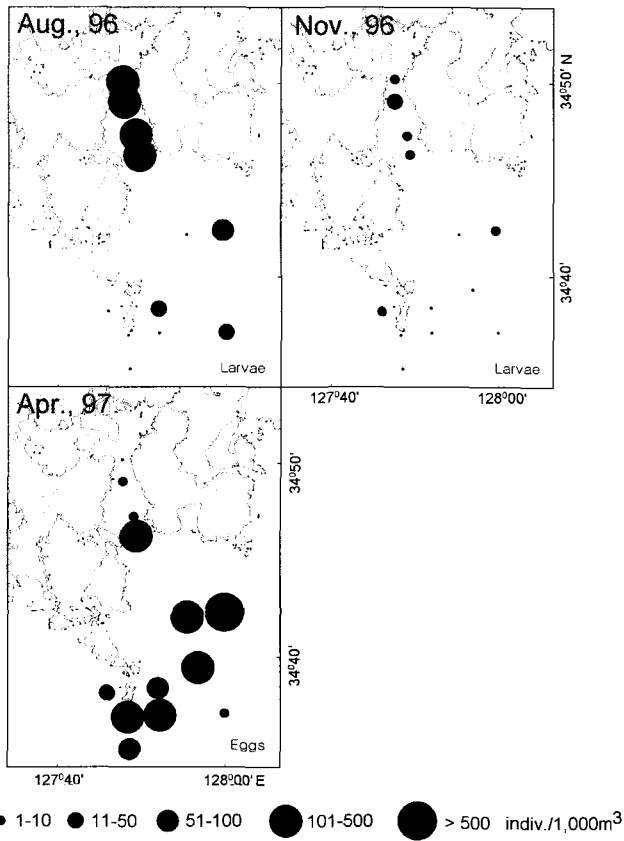 Aug., 96
Nov., 96
34°50' N
34°40'
Larvae
Larvae
127°40'
128°00'
Apr., 97
34°50'
34°40'
Eggs
127°40'
128°00' E
1-10 11-50 51-100 101-500 > 500 indiv./1,000m³